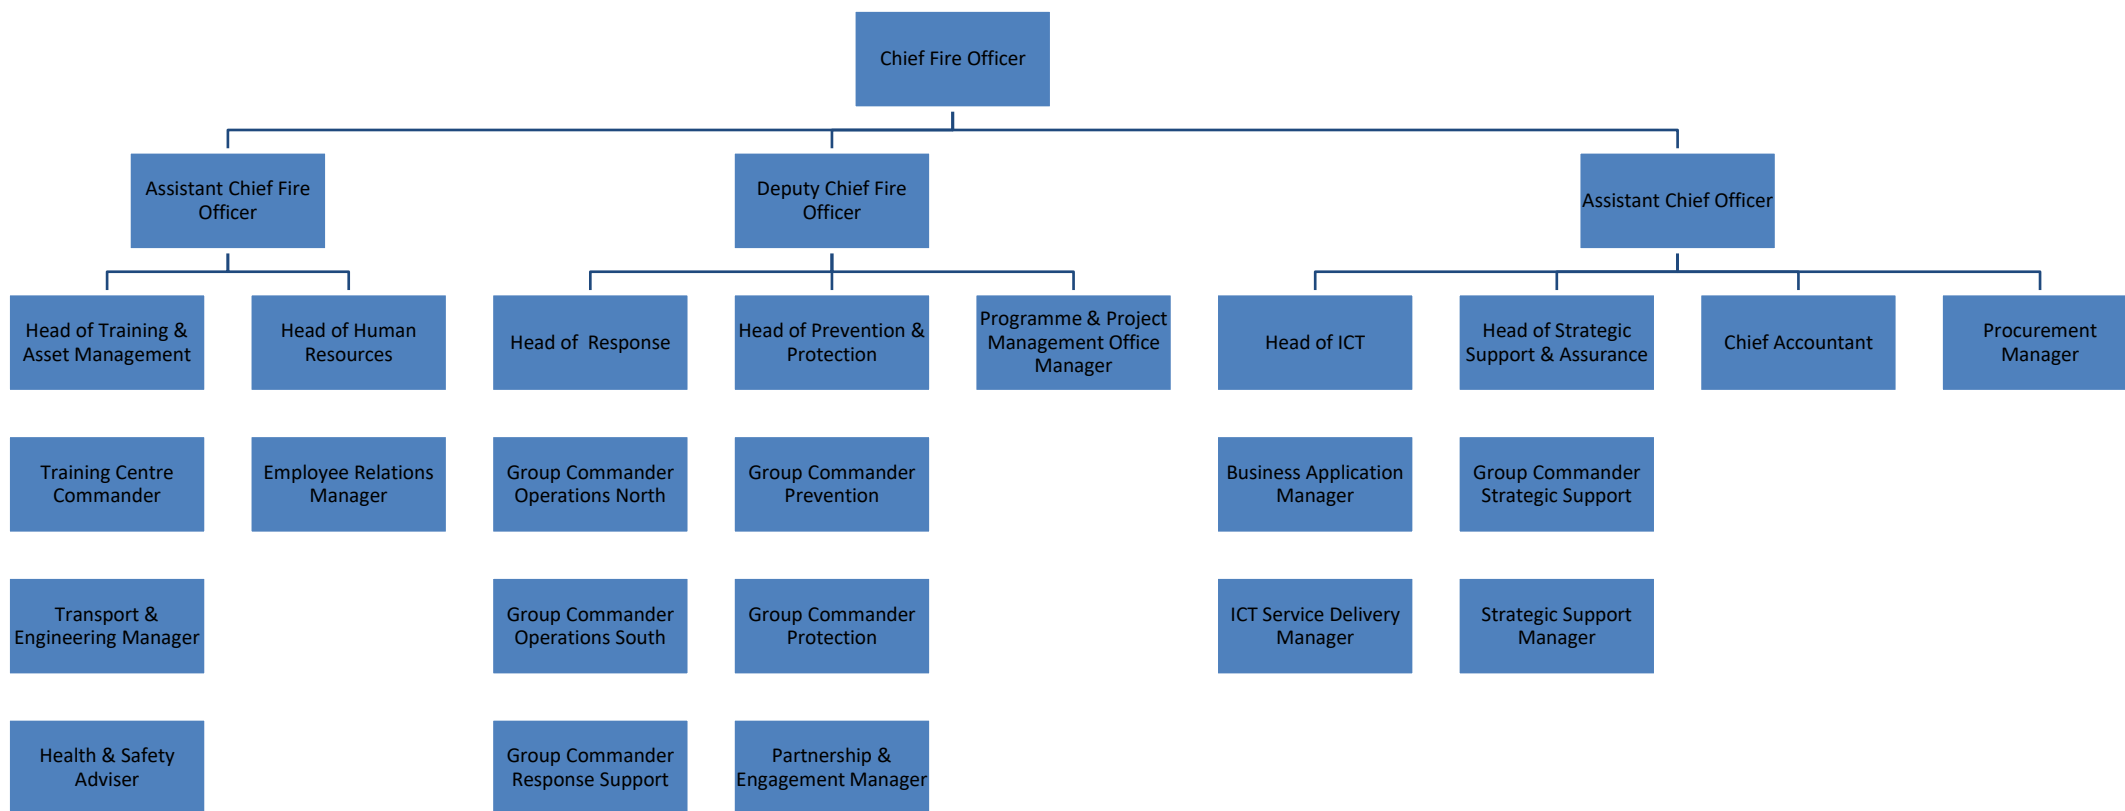 Chief Fire Officer
Assistant Chief Fire
Officer
Deputy Chief Fire
Officer
Assistant Chief Officer
Head of Training &
Asset Management
Head of Human
Resources
Head of  Response
Head of Prevention &
Protection
Programme & Project
Management Office
Manager
Head of ICT
Head of Strategic
Support & Assurance
Chief Accountant
Procurement
Manager
Training Centre
Commander
Employee Relations
Manager
Group Commander
Operations North
Group Commander
Prevention
Business Application
Manager
Group Commander
Strategic Support
Transport &
Engineering Manager
Group Commander
Operations South
Group Commander
Protection
ICT Service Delivery
Manager
Strategic Support
Manager
Health & Safety
Adviser
Group Commander
Response Support
Partnership &
Engagement Manager